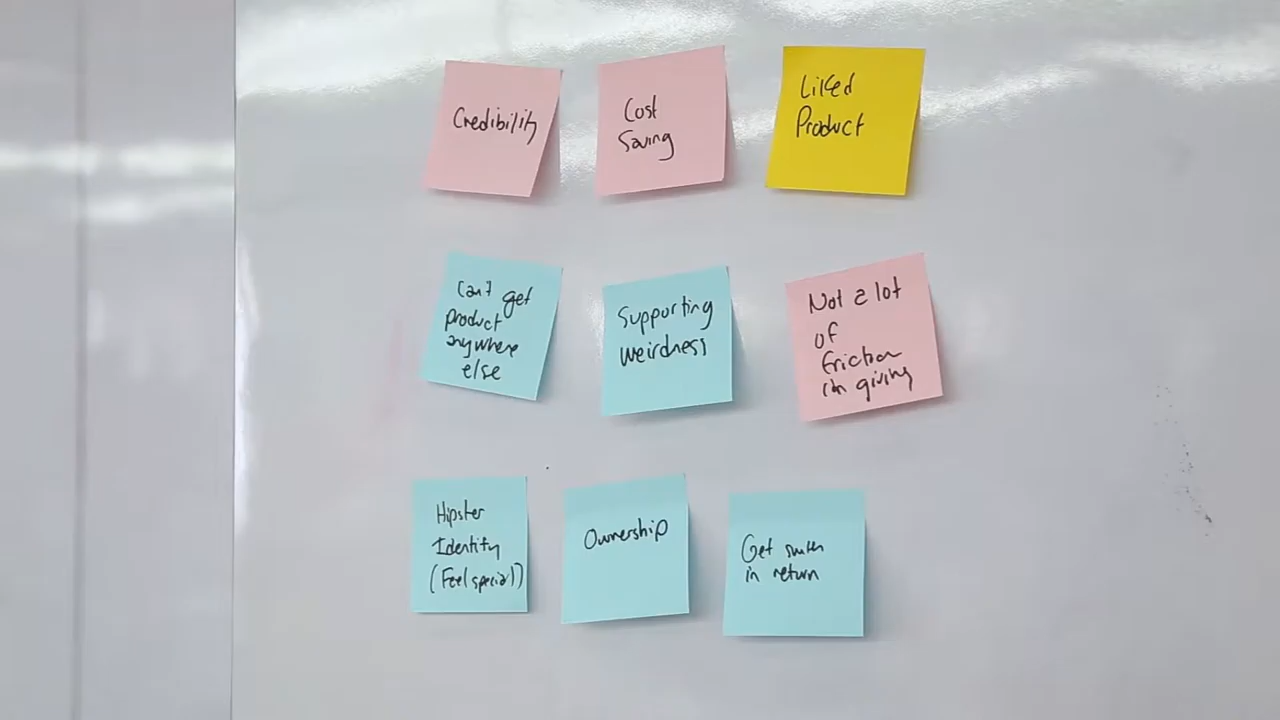 Credibility
Cost
Saving
Liked
Product
Can't get
product
anywhere
else
Supporting
weirdness
Not a lot
of
friction
in giving
Hipster
Identity
(Feel special)
Ownership
Get
in return